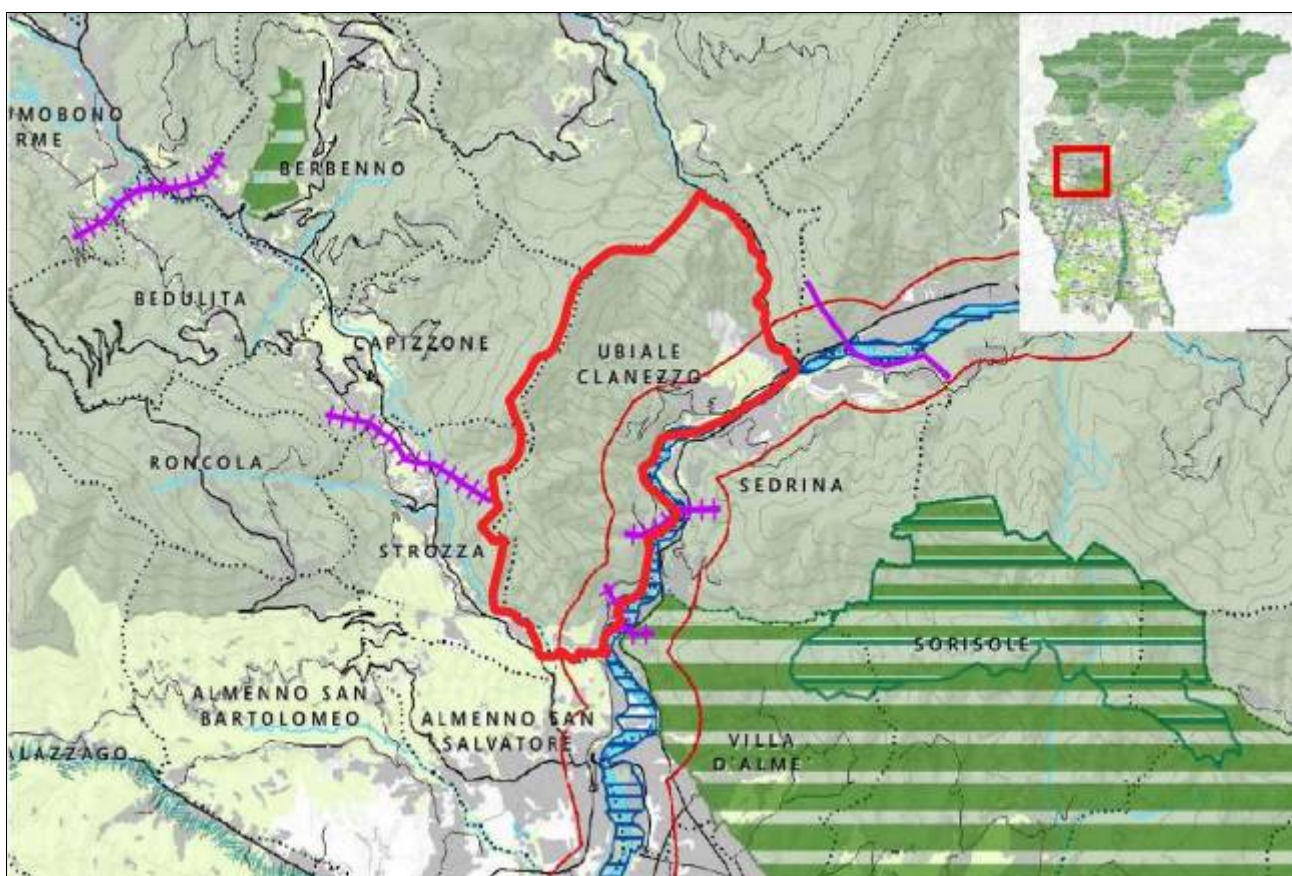 UMOBONO
RME
BERBENNO
BEDULITA
CAPIZZONE
UBIALE
CLANEZZO
RONCOLA
SEDRINA
STROZZA
SORISOLE
ALMENNO SAN
BARTOLOMEO
ALMENNO SAN
SALVATORE
VILLA
D'ALME
ALAZZAGO